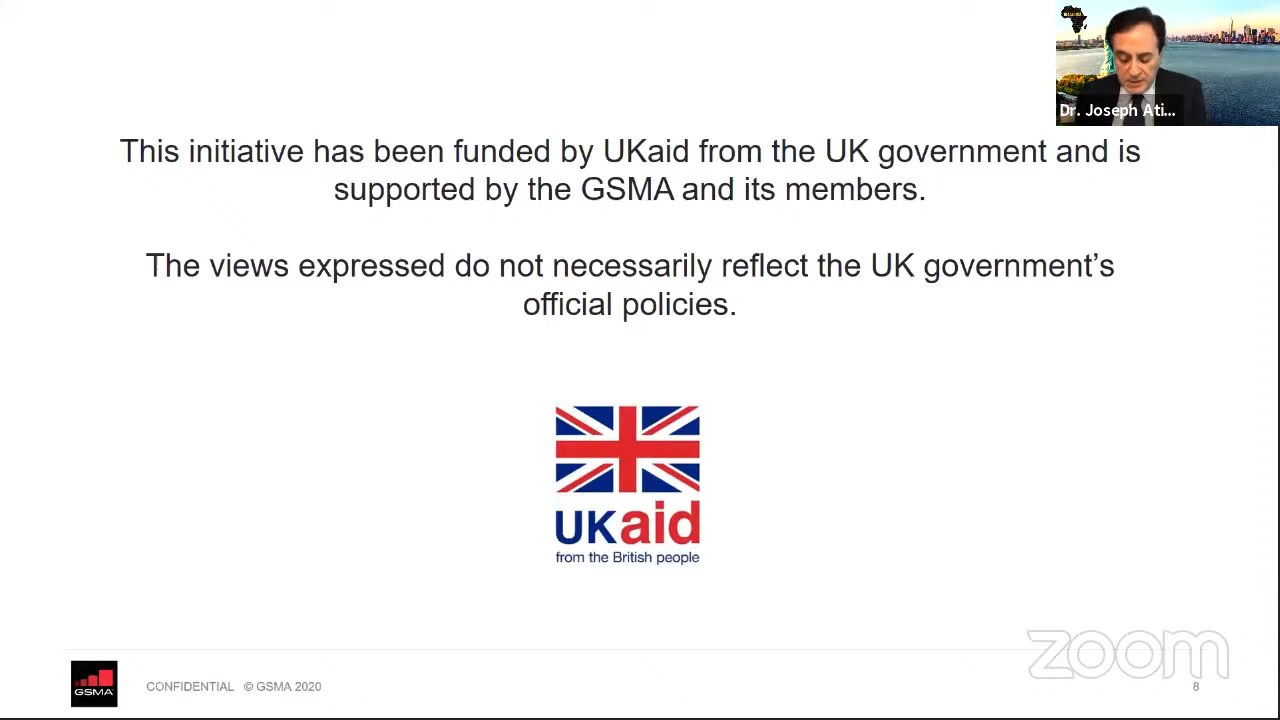 Dr. Joseph Ati...
This initiative has been funded by UKaid from the UK government and is
supported by the GSMA and its members.
The views expressed do not necessarily reflect the UK government’s
official policies.
UKaid
from the British people
zoom
GSMA
CONFIDENTIAL © GSMA 2020
8